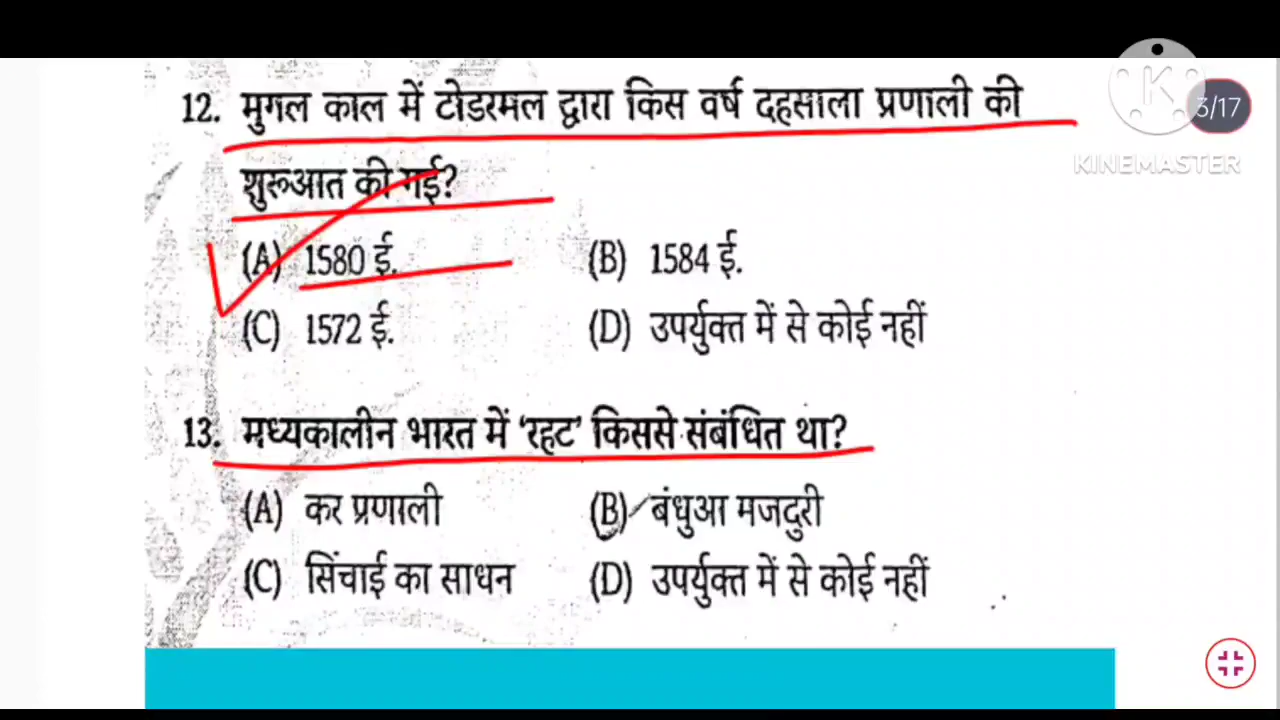 12. मुगल काल में टोडरमल द्वारा किस वर्ष दहसाला प्रणाली की
शुरूआत की गई?
(A) 1580 ई. (B) 1584 ई.
(C) 1572 ई. (D) उपर्युक्त में से कोई नहीं
13. मध्यकालीन भारत में ‘रहट’ किससे संबंधित था?
(A) कर प्रणाली (B) बंधुआ मजदुरी
(C) सिंचाई का साधन (D) उपर्युक्त में से कोई नहीं
3/17
K
KINEMASTER